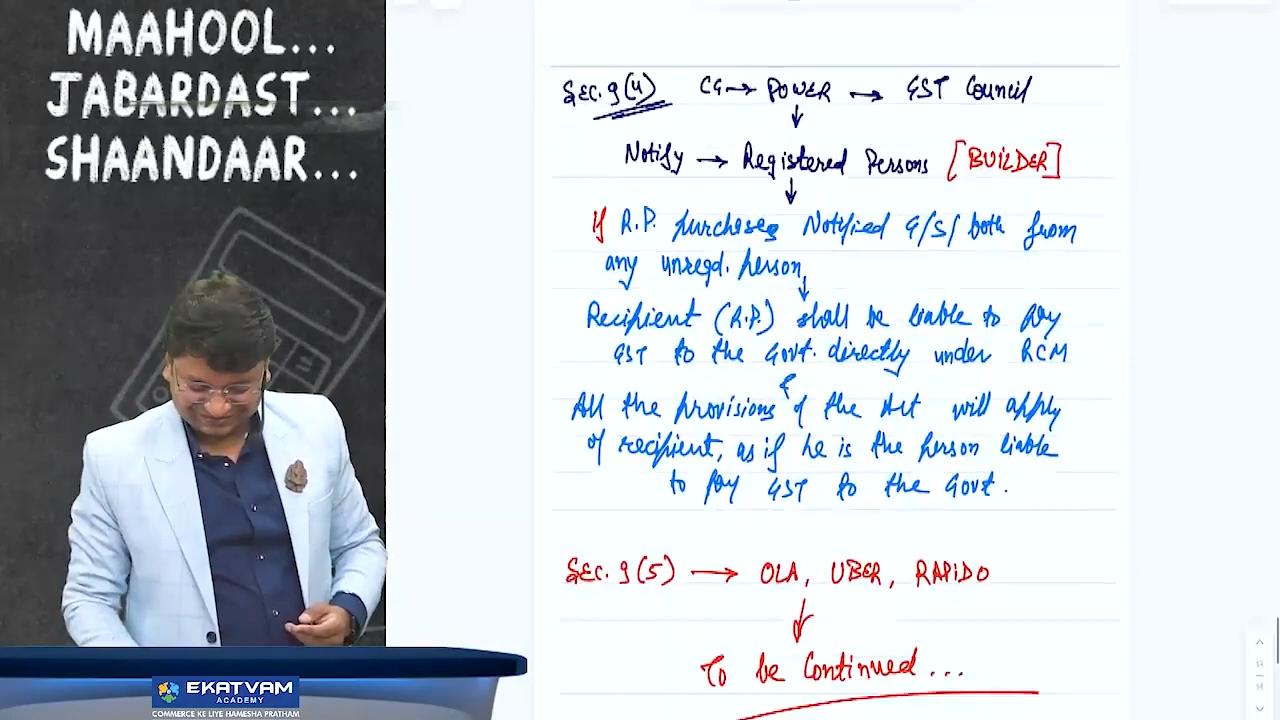 MAAHOOL...
JABARDAST...
SHAANDAAR...
EKATVAM
ACADEMY
COMMERCE KE LIYE HAMESHA PRATHAM
SEC. 9(4) CG → POWER → GST Council
↓
Notify → Registered Persons [BUILDER]
↓
If R.P. purchases Notified G/S/ both from
any unregd. person,
↓
Recipient (R.P.) shall be liable to pay
GST to the Govt. directly under RCM
&
All the provisions of the Act will apply
of recipient, as if he is the person liable
to pay GST to the Govt.
SEC. 9(5) → OLA, UBER, RAPIDO
↓
To be Continued...